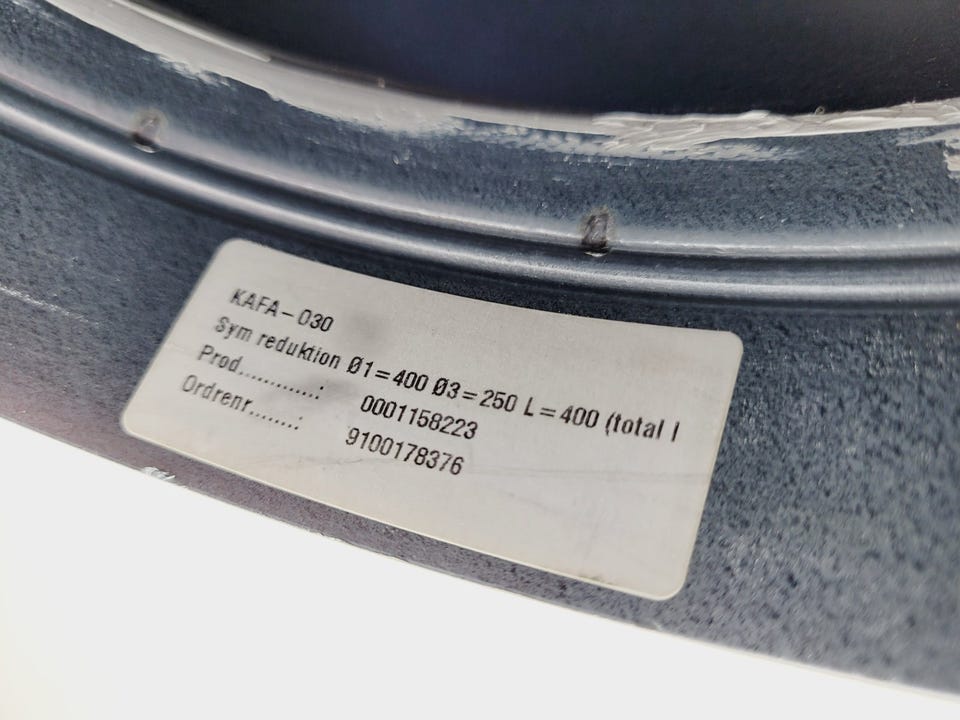 KAFA-030
Sym reduktion Ø1=400 Ø3=250 L=400 (total l
Prod............: 0001158223
Ordrenr........: 9100178376